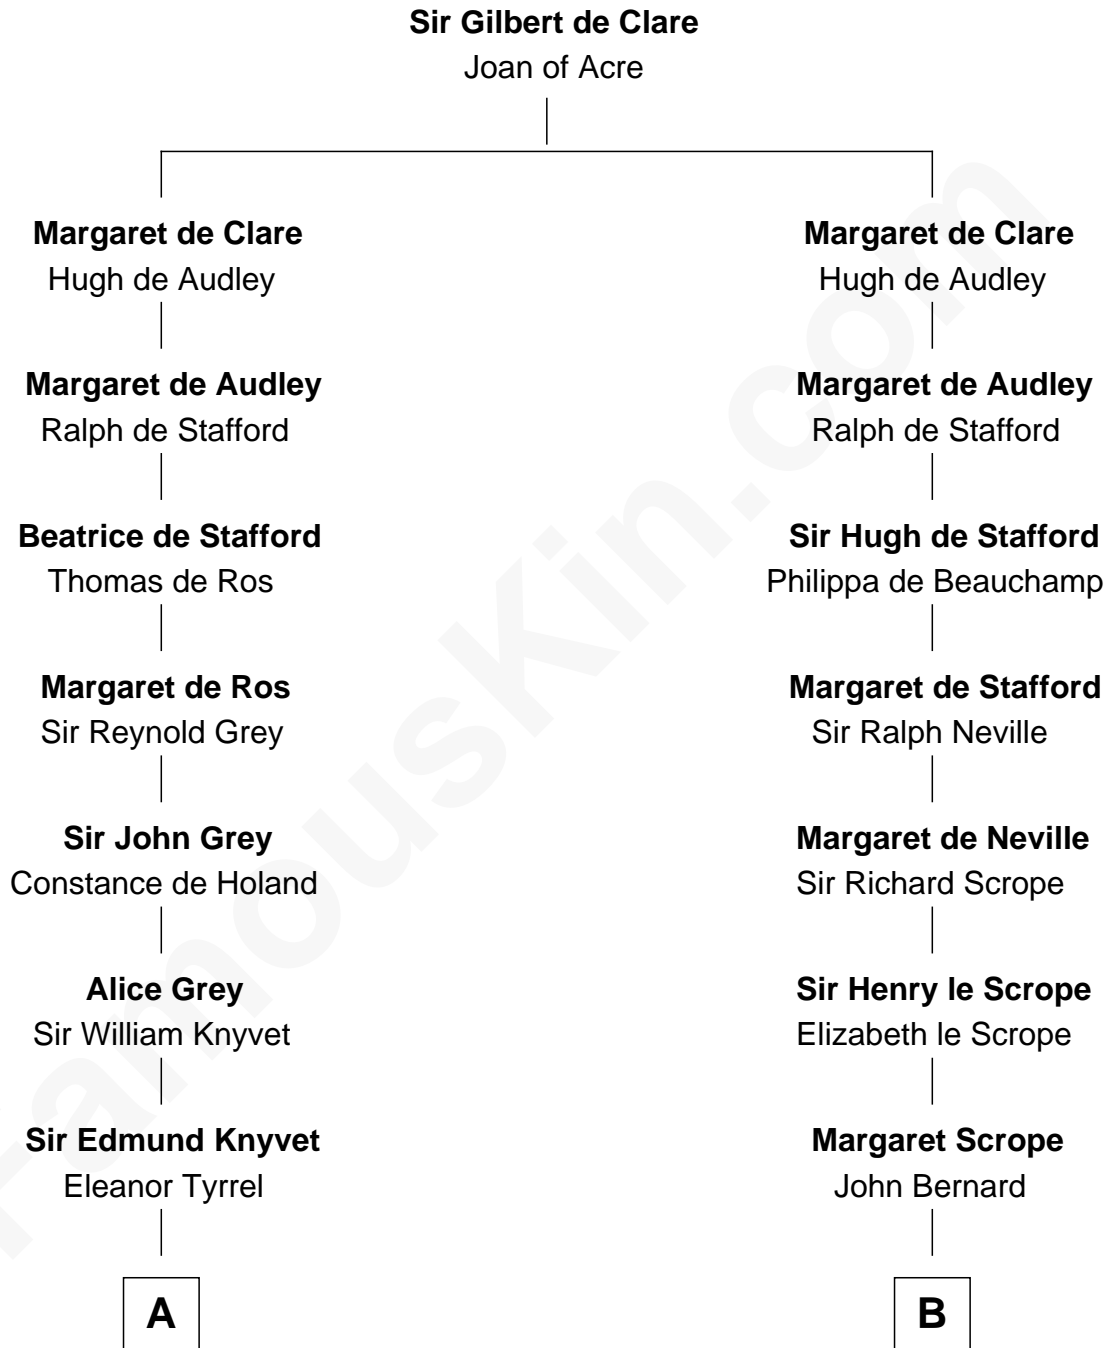 Sir Gilbert de Clare
Joan of Acre
Margaret de Clare
Hugh de Audley
Margaret de Audley
Ralph de Stafford
Beatrice de Stafford
Thomas de Ros
Margaret de Ros
Sir Reynold Grey
Sir John Grey
Constance de Holand
Alice Grey
Sir William Knyvet
Sir Edmund Knyvet
Eleanor Tyrrel
A
Margaret de Clare
Hugh de Audley
Margaret de Audley
Ralph de Stafford
Sir Hugh de Stafford
Philippa de Beauchamp
Margaret de Stafford
Sir Ralph Neville
Margaret de Neville
Sir Richard Scrope
Sir Henry le Scrope
Elizabeth le Scrope
Margaret Scrope
John Bernard
B
FamousKin.com